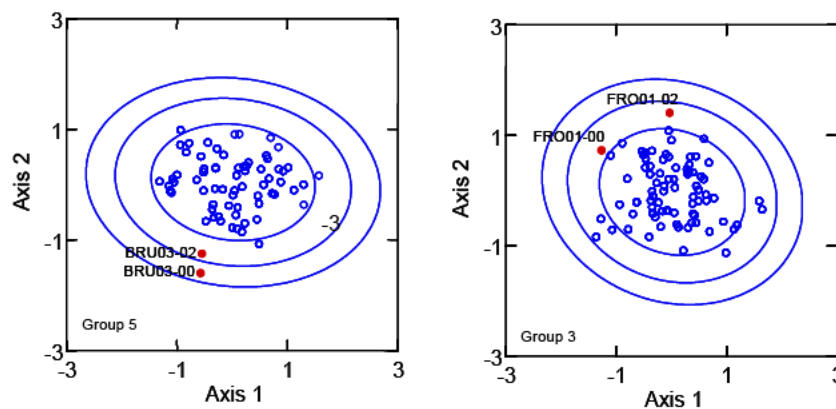 3
1
-1
-3
Axis 2
-3
BRU03-02
BRU03-00
Group 5
-3
-1
1
3
Axis 1
3
1
-1
-3
Axis 2
FRO01-02
FRO01-00
Group 3
-3
-1
1
3
Axis 1